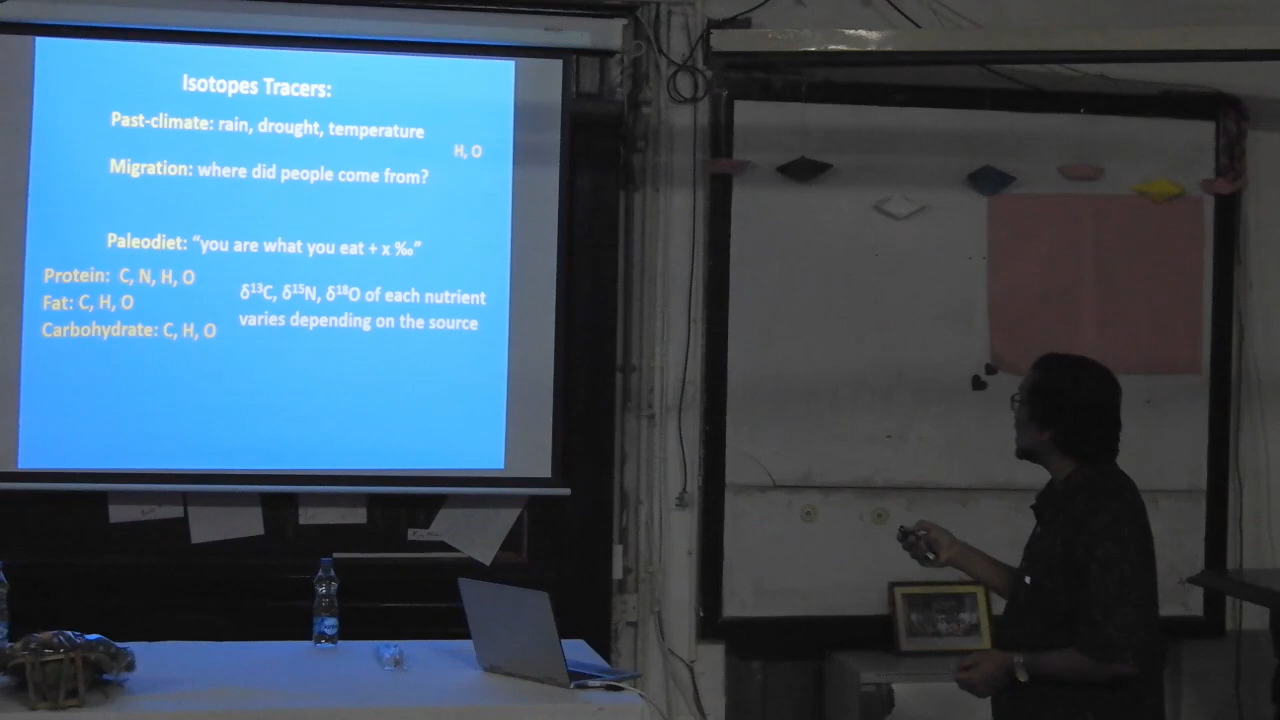 Isotopes Tracers:
Past-climate: rain, drought, temperature
H, O
Migration: where did people come from?
Paleodiet: “you are what you eat + x ‰”
Protein: C, N, H, O
Fat: C, H, O
Carbohydrate: C, H, O
δ¹³C, δ¹⁵N, δ¹⁸O of each nutrient
varies depending on the source